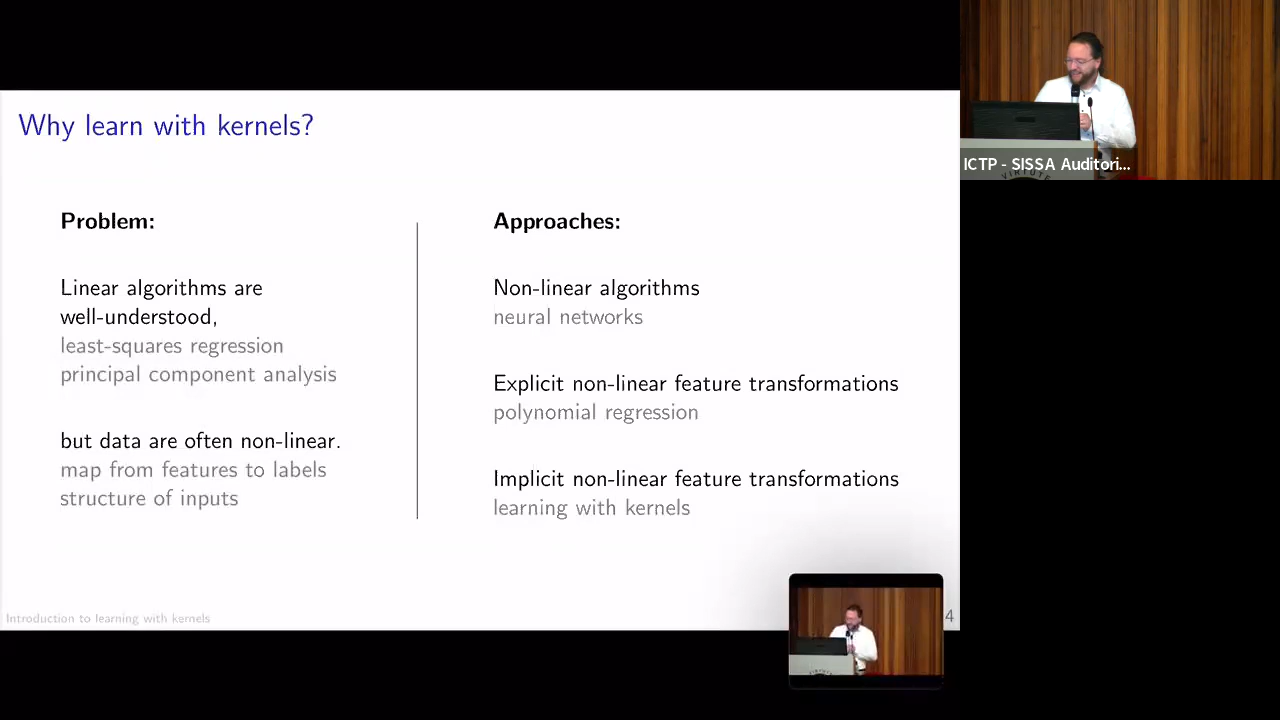 Why learn with kernels?
Problem:
Linear algorithms are
well-understood,
least-squares regression
principal component analysis
but data are often non-linear.
map from features to labels
structure of inputs
Approaches:
Non-linear algorithms
neural networks
Explicit non-linear feature transformations
polynomial regression
Implicit non-linear feature transformations
learning with kernels
Introduction to learning with kernels
4
ICTP - SISSA Auditori...
VIRTUTE